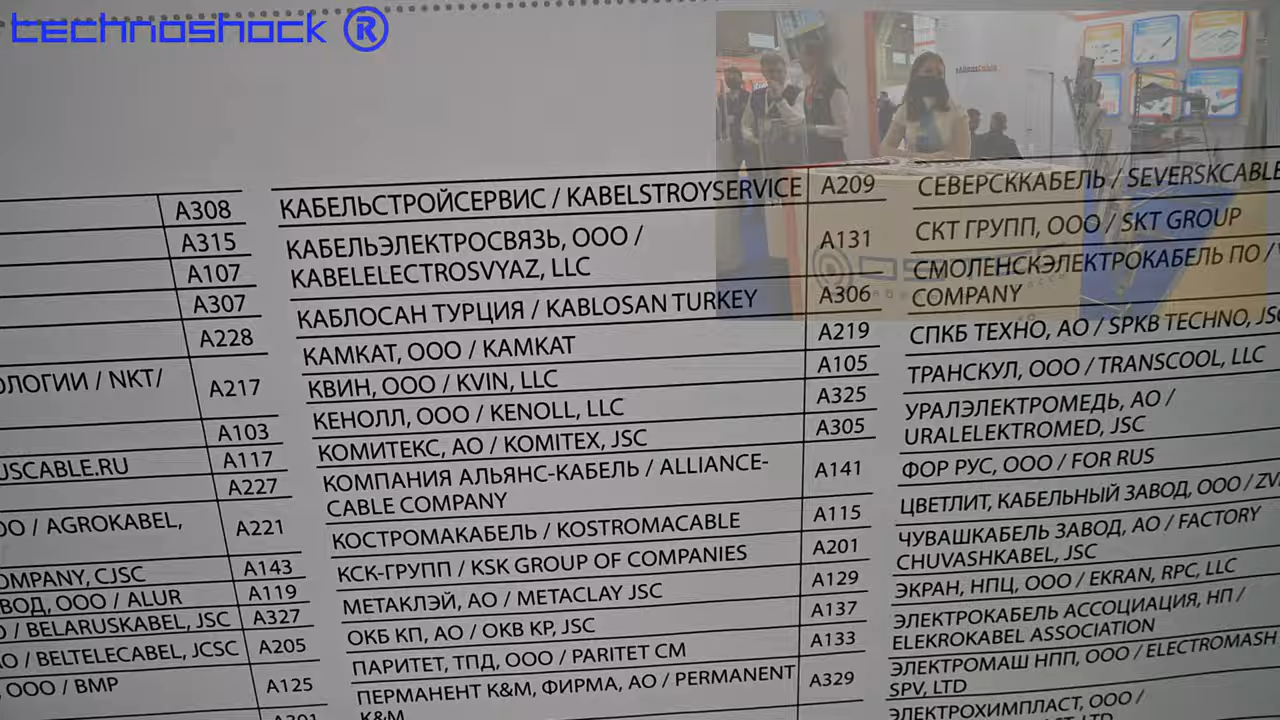 technoshock ®
A308
A315
A107
A307
A228
ОЛОГИИ / NKT/
A217
A103
USCABLE.RU
A117
A227
ОО / AGROKABEL,
A221
OMPANY, CJSC
A143
ВОД, ООО / ALUR
A119
О / BELARUSKABEL, JSC
A327
АО / BELTELECABEL, JCSC
A205
, ООО / BMP
A125
A201
КАБЕЛЬСТРОЙСЕРВИС / KABELSTROYSERVICE
A209
КАБЕЛЬЭЛЕКТРОСВЯЗЬ, ООО /
KABELELECTROSVYAZ, LLC
A131
КАБЛОСАН ТУРЦИЯ / KABLOSAN TURKEY
A306
КАМКАТ, ООО / КАМКАТ
A219
КВИН, ООО / KVIN, LLC
A105
КЕНОЛЛ, ООО / KENOLL, LLC
A325
КОМИТЕКС, АО / KOMITEX, JSC
A305
КОМПАНИЯ АЛЬЯНС-КАБЕЛЬ / ALLIANCE-
CABLE COMPANY
A141
КОСТРОМАКАБЕЛЬ / KOSTROMACABLE
A115
КСК-ГРУПП / KSK GROUP OF COMPANIES
A201
МЕТАКЛЭЙ, АО / METACLAY JSC
A129
ОКБ КП, АО / ОКВ КР, JSC
A137
ПАРИТЕТ, ТПД, ООО / PARITET CM
A133
ПЕРМАНЕНТ К&М, ФИРМА, АО / PERMANENT
K&M
A329
СЕВЕРСККАБЕЛЬ / SEVERSKCABLE
СКТ ГРУПП, ООО / SKT GROUP
СМОЛЕНСКЭЛЕКТРОКАБЕЛЬ ПО /
COMPANY
СПКБ ТЕХНО, АО / SPKB TECHNO, JSC
ТРАНСКУЛ, ООО / TRANSCOOL, LLC
УРАЛЭЛЕКТРОМЕДЬ, АО /
URALELEKTROMED, JSC
ФОР РУС, ООО / FOR RUS
ЦВЕТЛИТ, КАБЕЛЬНЫЙ ЗАВОД, ООО / ZV
ЧУВАШКАБЕЛЬ ЗАВОД, АО / FACTORY
CHUVASHKABEL, JSC
ЭКРАН, НПЦ, ООО / EKRAN, RPC, LLC
ЭЛЕКТРОКАБЕЛЬ АССОЦИАЦИЯ, НП /
ELEKROKABEL ASSOCIATION
ЭЛЕКТРОМАШ НПП, ООО / ELECTROMASH
SPV, LTD
ЭЛЕКТРОХИМПЛАСТ, ООО /